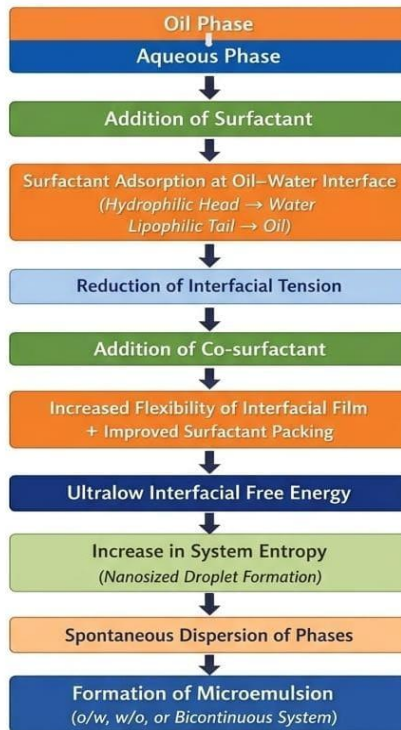 Oil Phase
Aqueous Phase
Addition of Surfactant
Surfactant Adsorption at Oil–Water Interface
(Hydrophilic Head → Water
Lipophilic Tail → Oil)
Reduction of Interfacial Tension
Addition of Co-surfactant
Increased Flexibility of Interfacial Film
+ Improved Surfactant Packing
Ultralow Interfacial Free Energy
Increase in System Entropy
(Nanosized Droplet Formation)
Spontaneous Dispersion of Phases
Formation of Microemulsion
(o/w, w/o, or Bicontinuous System)